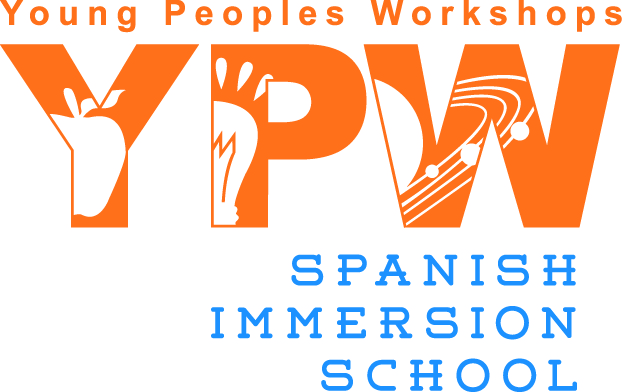 Young Peoples Workshops
YPW
SPANISH
IMMERSION
SCHOOL